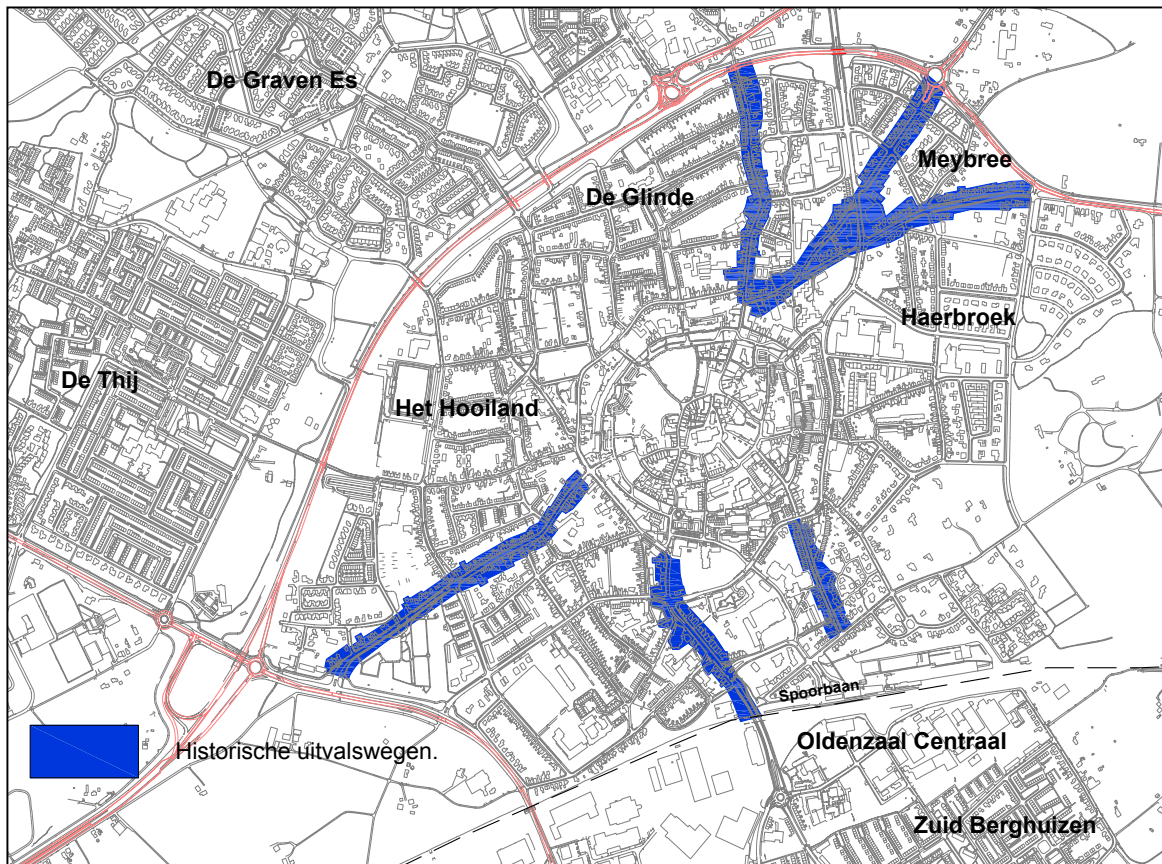 De Graven Es
Meybree
De Glinde
Haerbroek
De Thij
Het Hooiland
Spoorbaan
Oldenzaal Centraal
Historische uitvalswegen.
Zuid Berghuizen